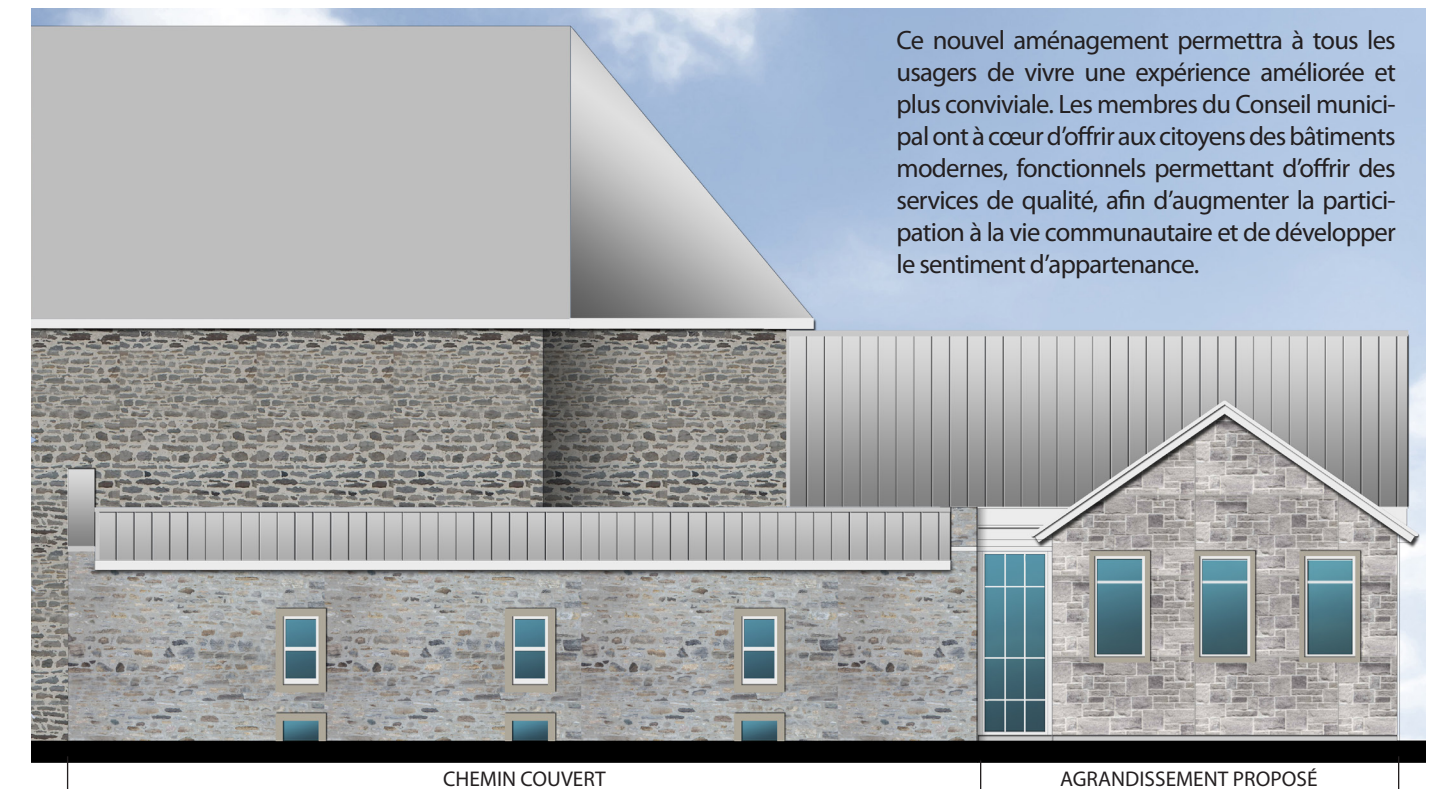 Ce nouvel aménagement permettra à tous les
usagers de vivre une expérience améliorée et
plus conviviale. Les membres du Conseil munici-
pal ont à cœur d’offrir aux citoyens des bâtiments
modernes, fonctionnels permettant d’offrir des
services de qualité, afin d’augmenter la partici-
pation à la vie communautaire et de développer
le sentiment d’appartenance.
CHEMIN COUVERT
AGRANDISSEMENT PROPOSÉ